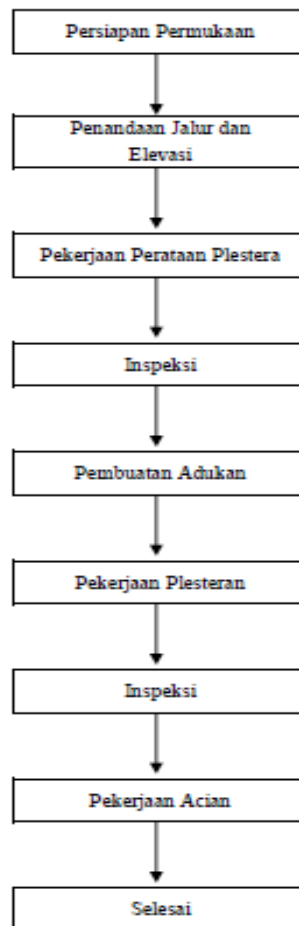 Persiapan Permukaan
Penandaan Jalur dan
Elevasi
Pekerjaan Perataan Plestera
Inspeksi
Pembuatan Adukan
Pekerjaan Plesteran
Inspeksi
Pekerjaan Acian
Selesai